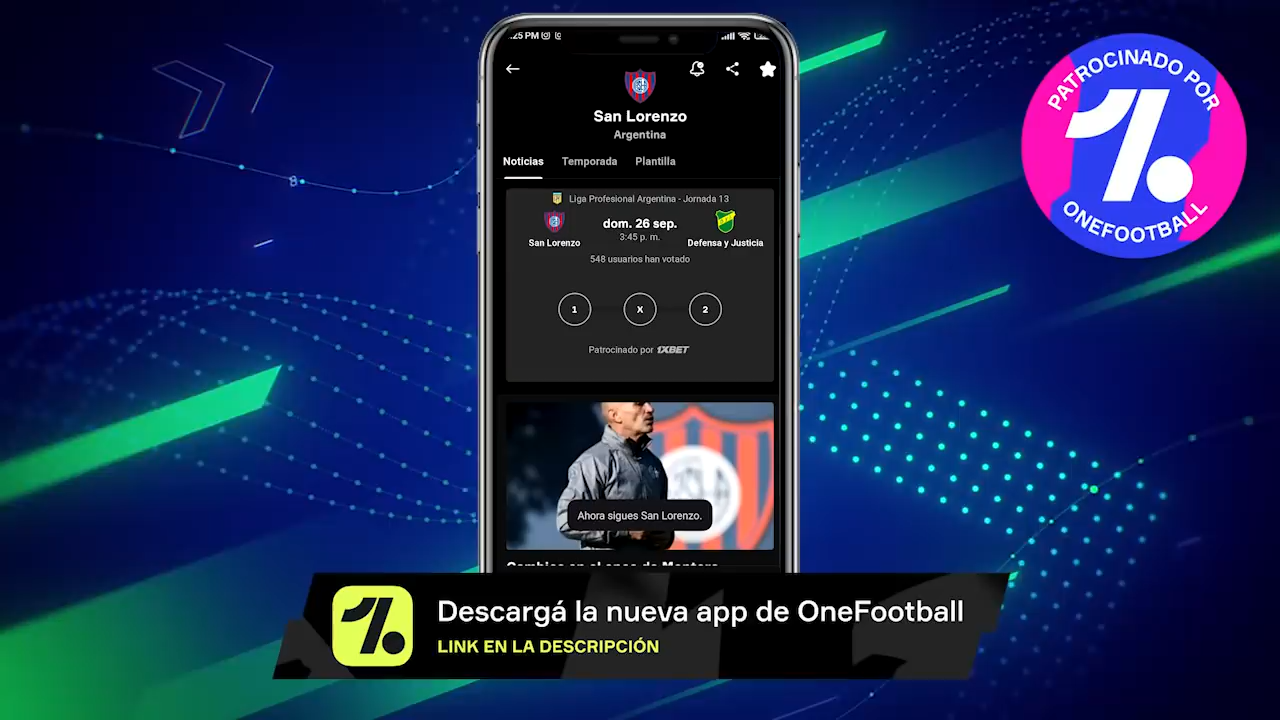 :25 PM
San Lorenzo
Argentina
Noticias Temporada Plantilla
Liga Profesional Argentina - Jornada 13
San Lorenzo
dom. 26 sep.
3:45 p. m.
Defensa y Justicia
548 usuarios han votado
1 X 2
Patrocinado por 1XBET
Ahora sigues San Lorenzo.
PATROCINADO POR
ONEFOOTBALL
Descargá la nueva app de OneFootball
LINK EN LA DESCRIPCIÓN